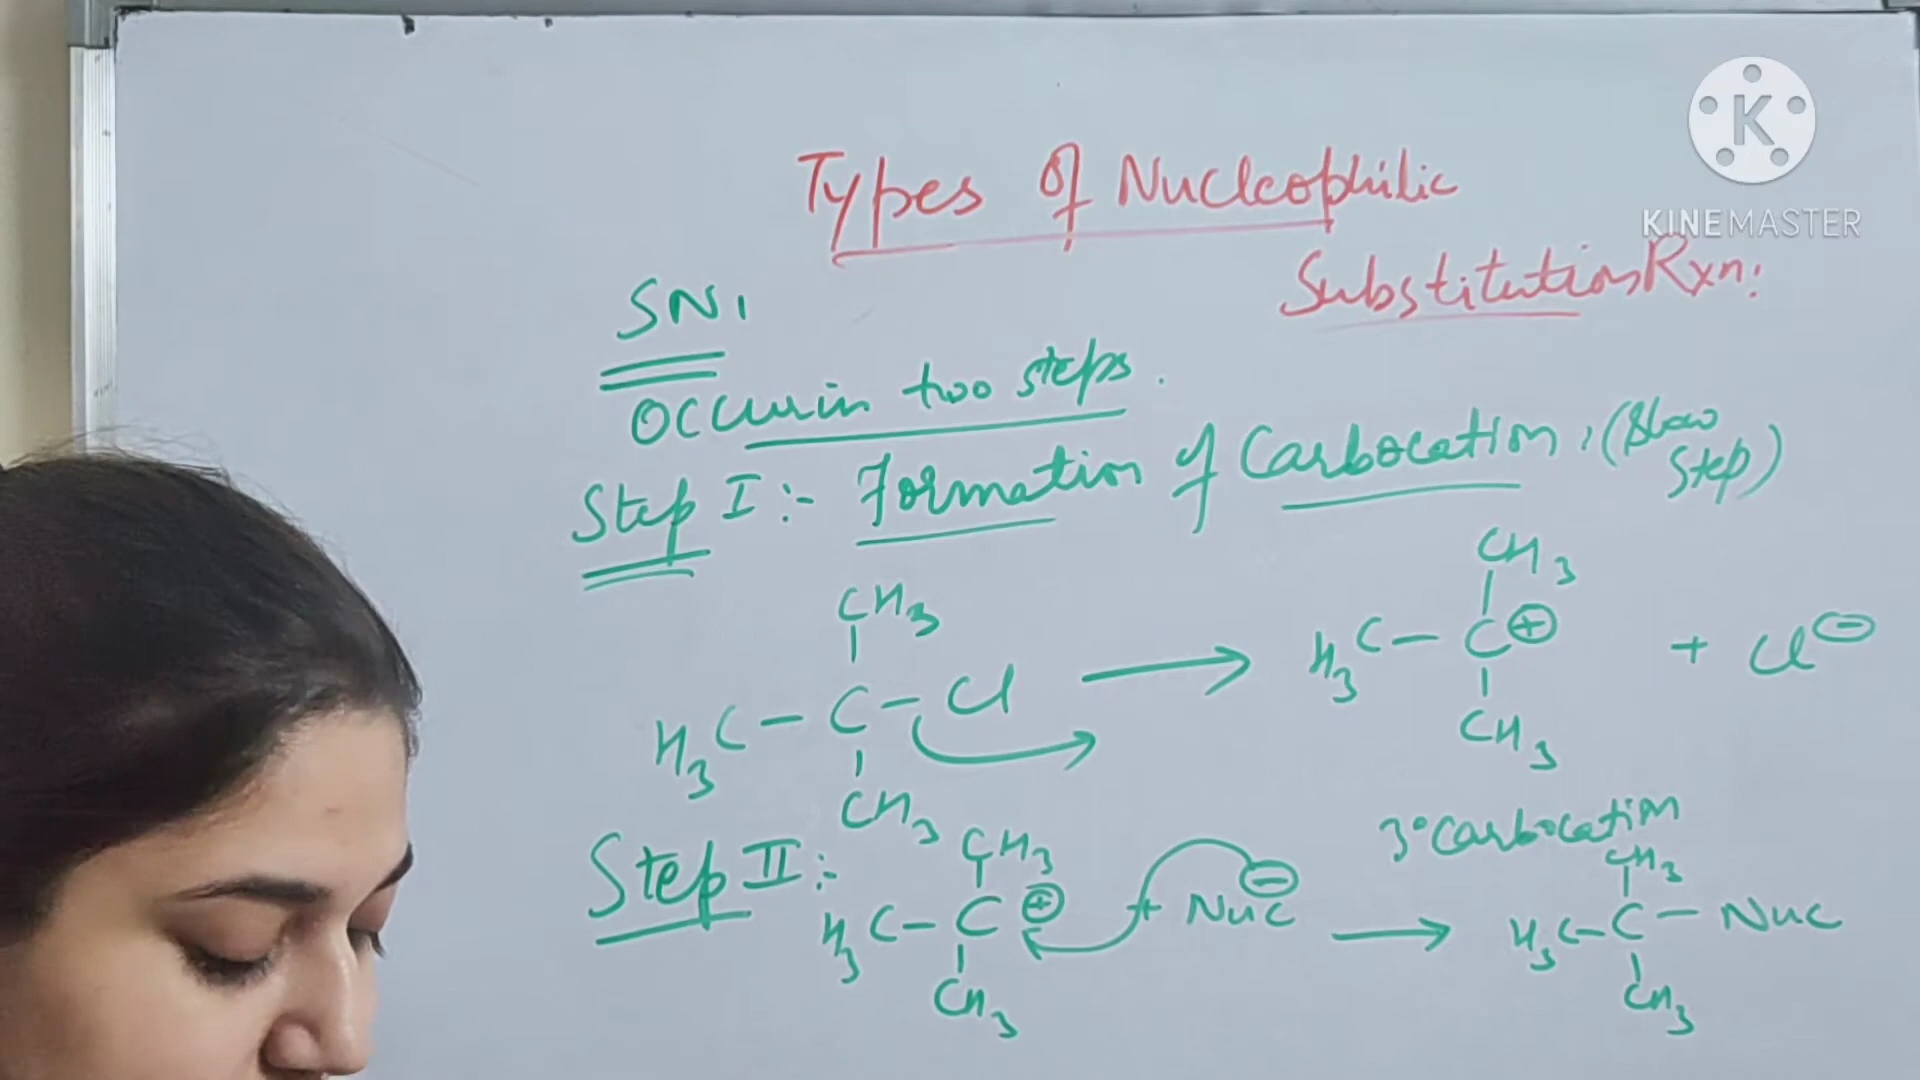 Types of Nucleophilic
Substitution Rxn:
KINEMASTER
SN1
Occur in two steps.
Step I :- Formation of Carbocation, (Slow
Step)
CH3
H3C - C - Cl → H3C - C⊕ + Cl⊖
CH3
CH3
CH3
3° Carbocation
Step II :-
CH3
H3C - C⊕ + Nuc⊖ → H3C - C - Nuc
CH3
CH3
CH3